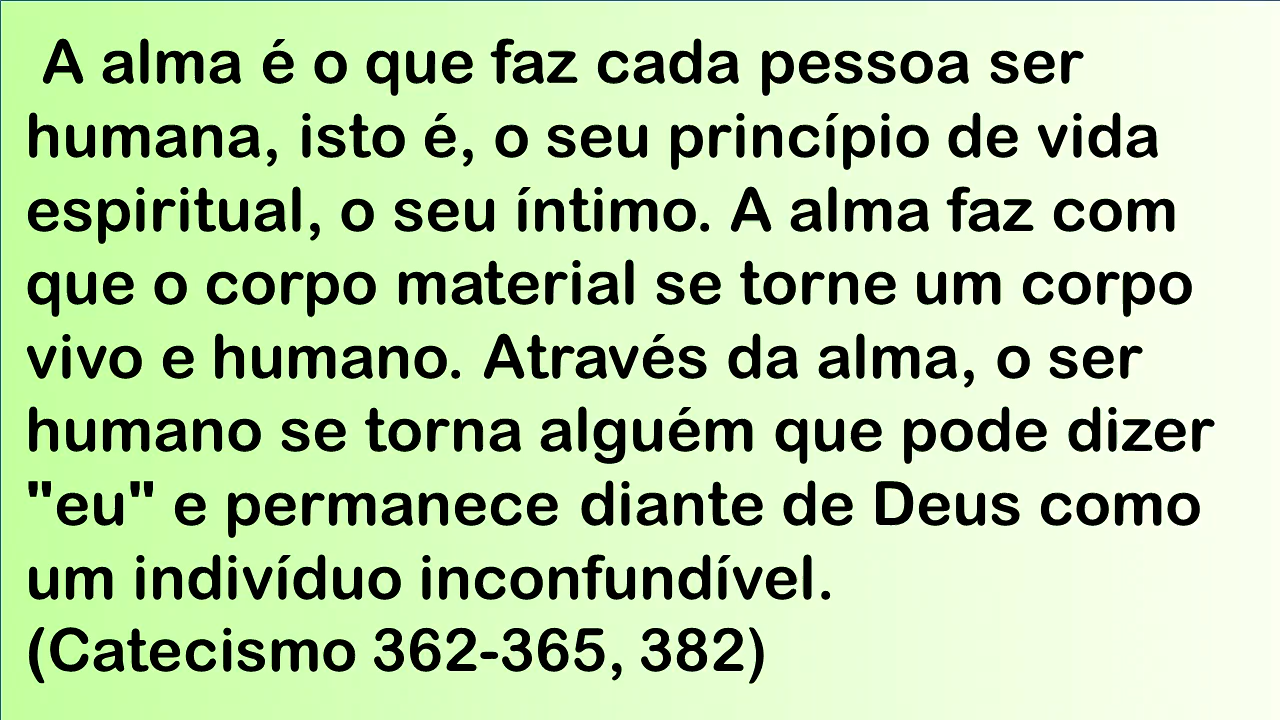 A alma é o que faz cada pessoa ser
humana, isto é, o seu princípio de vida
espiritual, o seu íntimo. A alma faz com
que o corpo material se torne um corpo
vivo e humano. Através da alma, o ser
humano se torna alguém que pode dizer
"eu" e permanece diante de Deus como
um indivíduo inconfundível.
(Catecismo 362-365, 382)